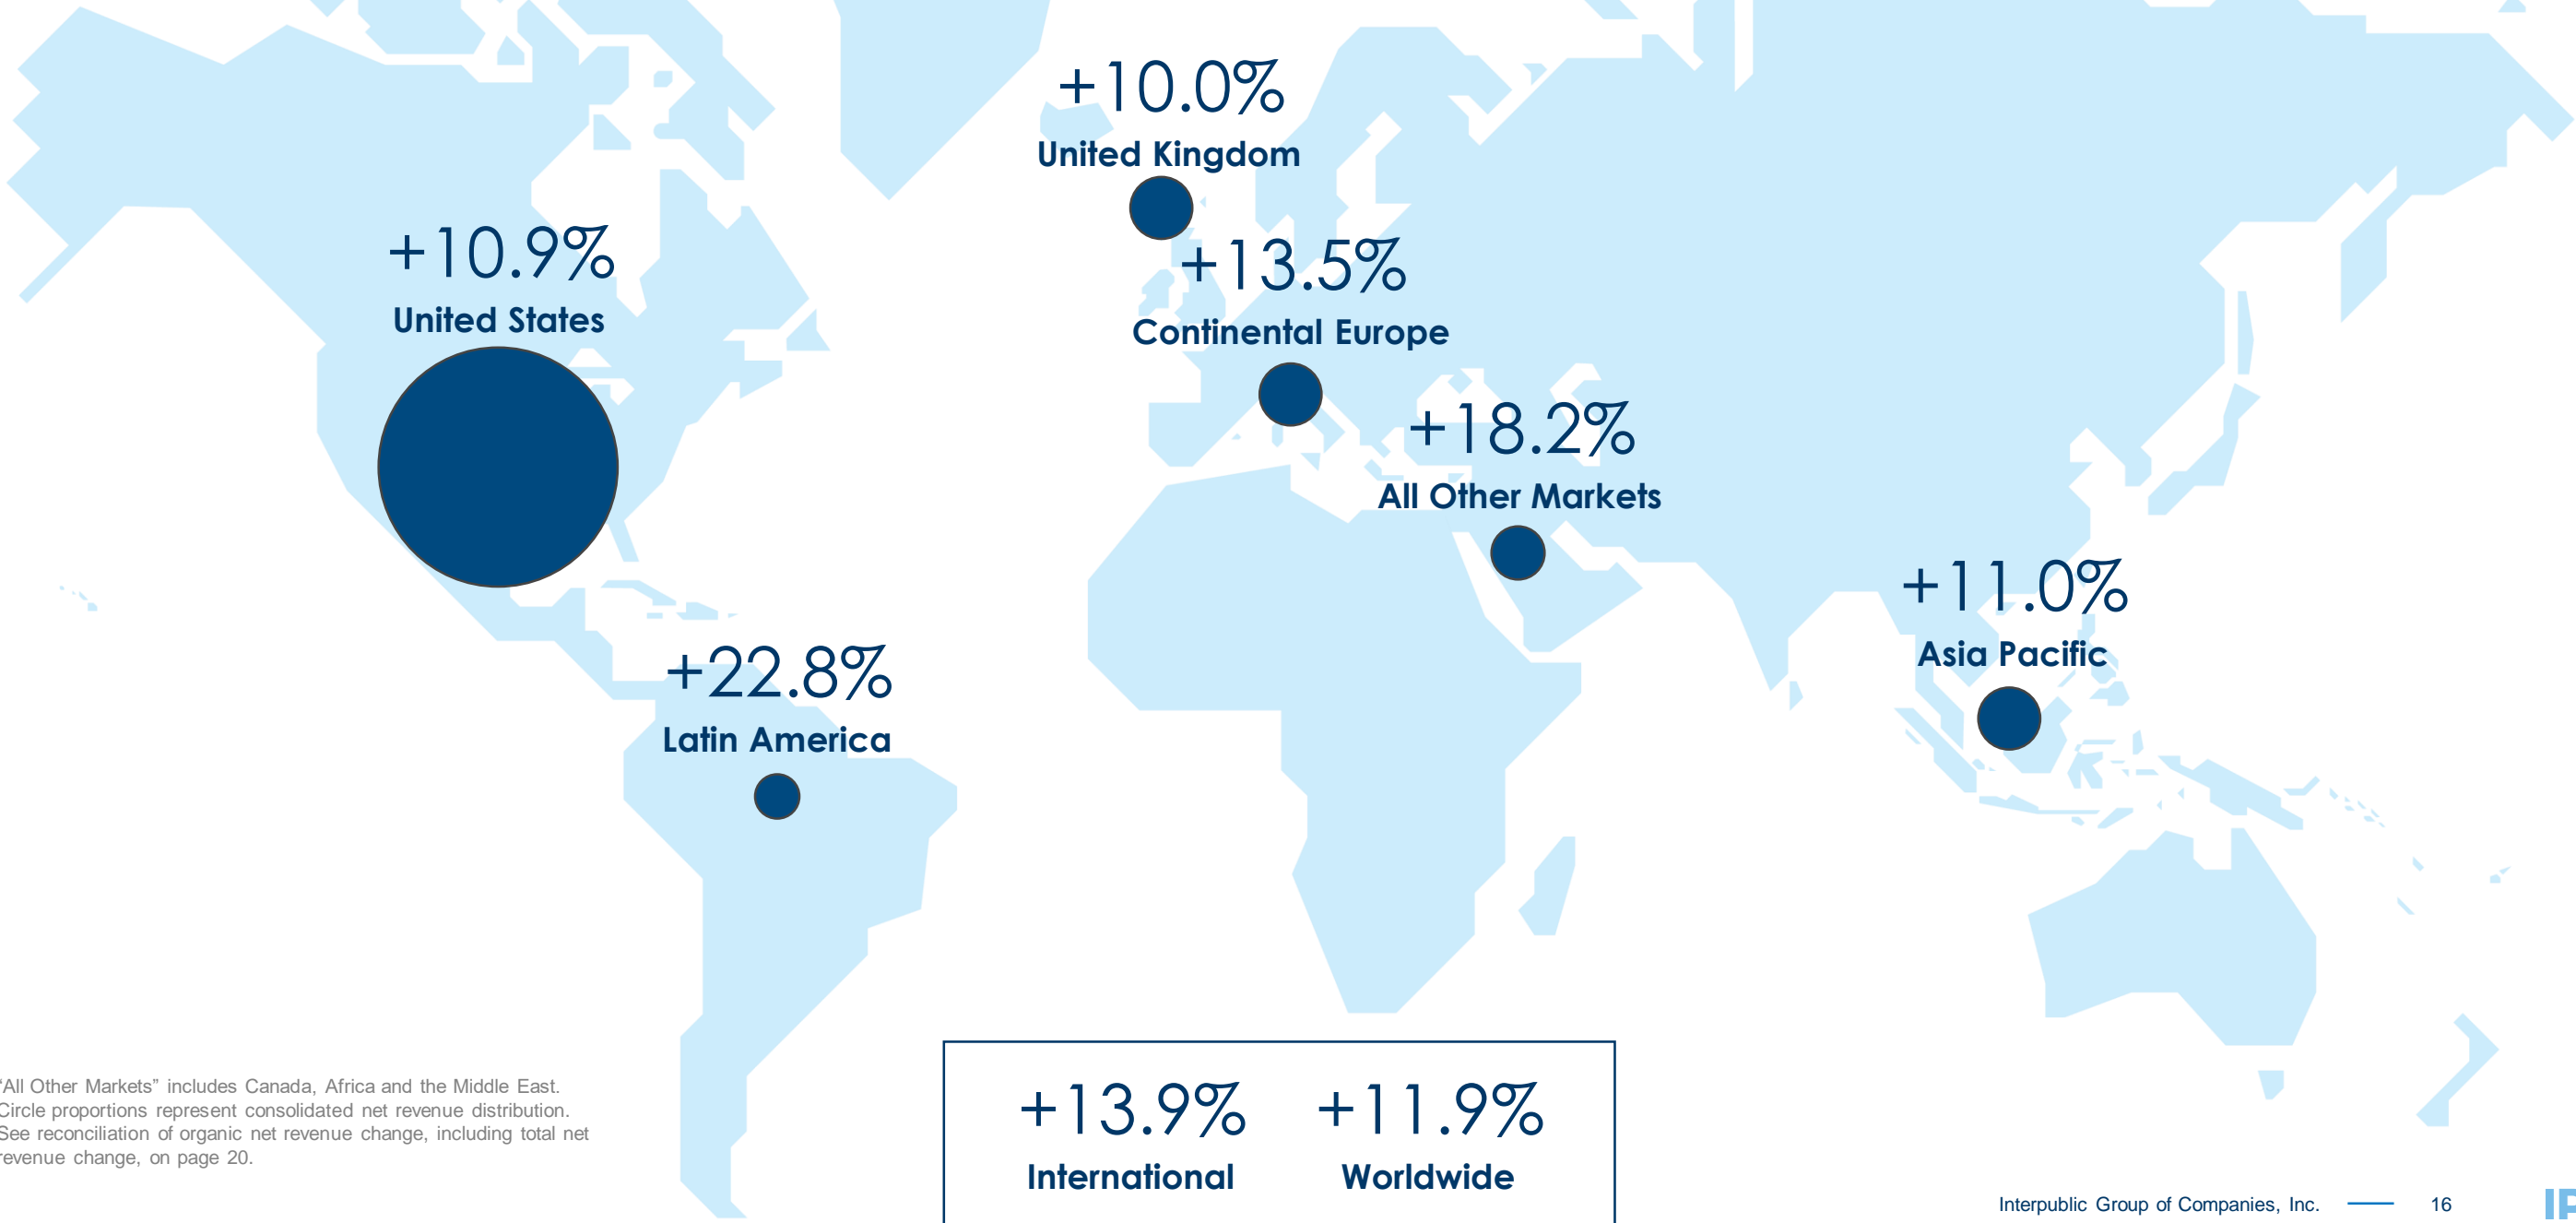 +10.0%
United Kingdom
+10.9%
United States
+13.5%
Continental Europe
+18.2%
All Other Markets
+11.0%
Asia Pacific
+22.8%
Latin America
“All Other Markets” includes Canada, Africa and the Middle East.
Circle proportions represent consolidated net revenue distribution.
See reconciliation of organic net revenue change, including total net
revenue change, on page 20.
+13.9% +11.9%
International Worldwide
Interpublic Group of Companies, Inc. 16